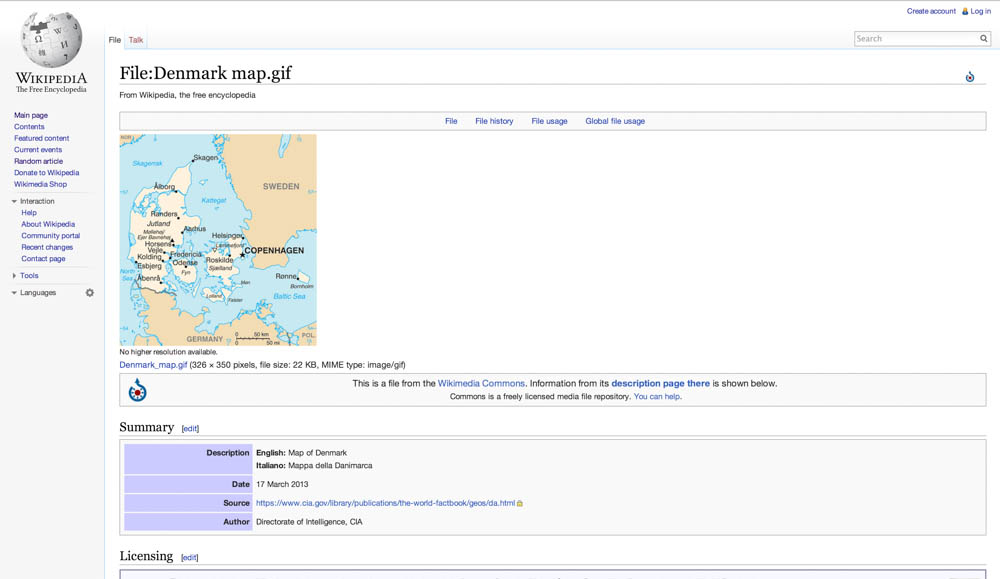 Create account Log in
WIKIPEDIA
The Free Encyclopedia
File Talk
Search
Main page
Contents
Featured content
Current events
Random article
Donate to Wikipedia
Wikimedia Shop
Interaction
Help
About Wikipedia
Community portal
Recent changes
Contact page
Tools
Languages
File:Denmark map.gif
From Wikipedia, the free encyclopedia
File File history File usage Global file usage
NOR.
Skagerrak
Skagen
Ålborg
SWEDEN
Kattegat
Randers
Jutland
Århus
Helsingør
Horsens
COPENHAGEN
Vejle
Fredericia
Kolding
Roskilde
Odense
Esbjerg
Sjælland
Fyn
North
Sea
Åbenrå
Rønne
Bornholm
Møn
Lolland
Falster
Baltic Sea
GERMANY
0 50 km
0 50 mi
POL.
No higher resolution available.
Denmark_map.gif (326 × 350 pixels, file size: 22 KB, MIME type: image/gif)
This is a file from the Wikimedia Commons. Information from its description page there is shown below.
Commons is a freely licensed media file repository. You can help.
Summary [edit]
Description English: Map of Denmark
Italiano: Mappa della Danimarca
Date 17 March 2013
Source https://www.cia.gov/library/publications/the-world-factbook/geos/da.html
Author Directorate of Intelligence, CIA
Licensing [edit]